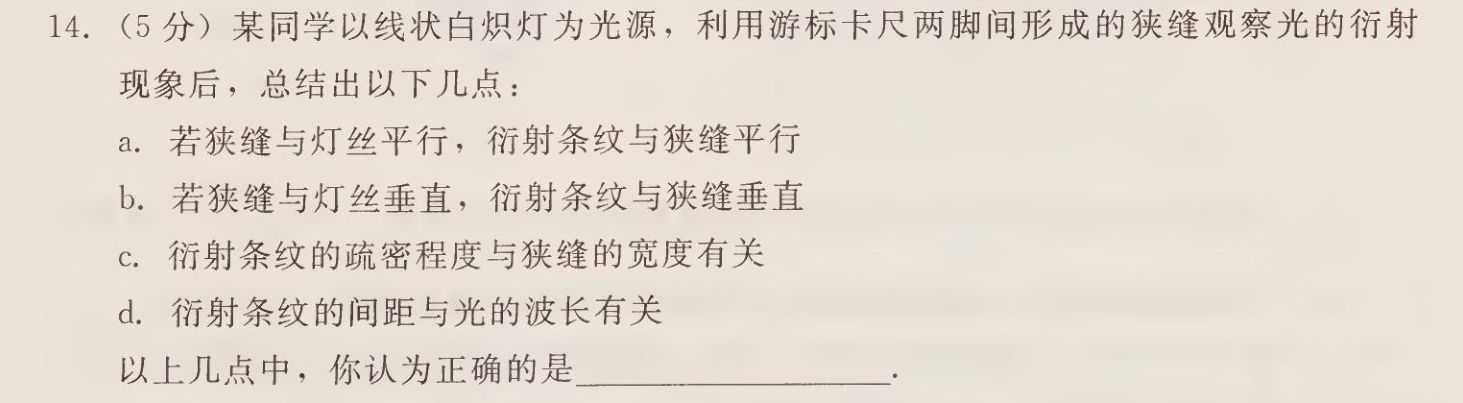 14.（5 分）某同学以线状白炽灯为光源，利用游标卡尺两脚间形成的狭缝观察光的衍射
现象后，总结出以下几点：
a. 若狭缝与灯丝平行，衍射条纹与狭缝平行
b. 若狭缝与灯丝垂直，衍射条纹与狭缝垂直
c. 衍射条纹的疏密程度与狭缝的宽度有关
d. 衍射条纹的间距与光的波长有关
以上几点中，你认为正确的是________________.